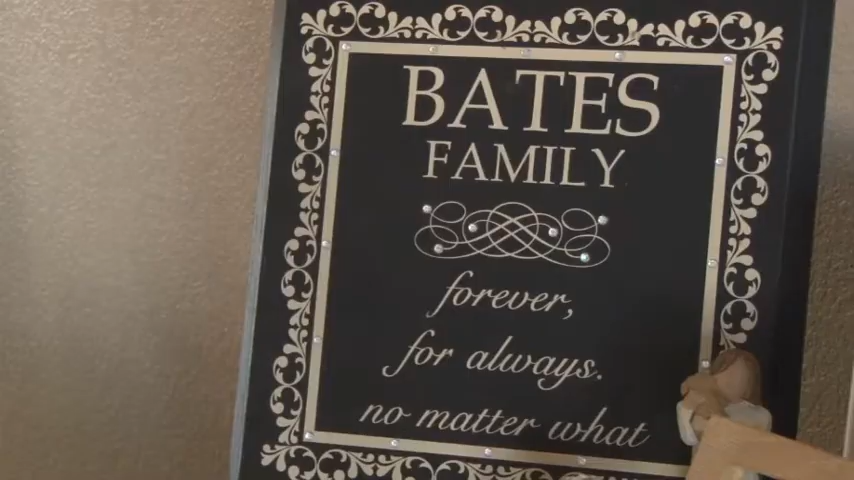 BATES
FAMILY
forever,
for always.
no matter what